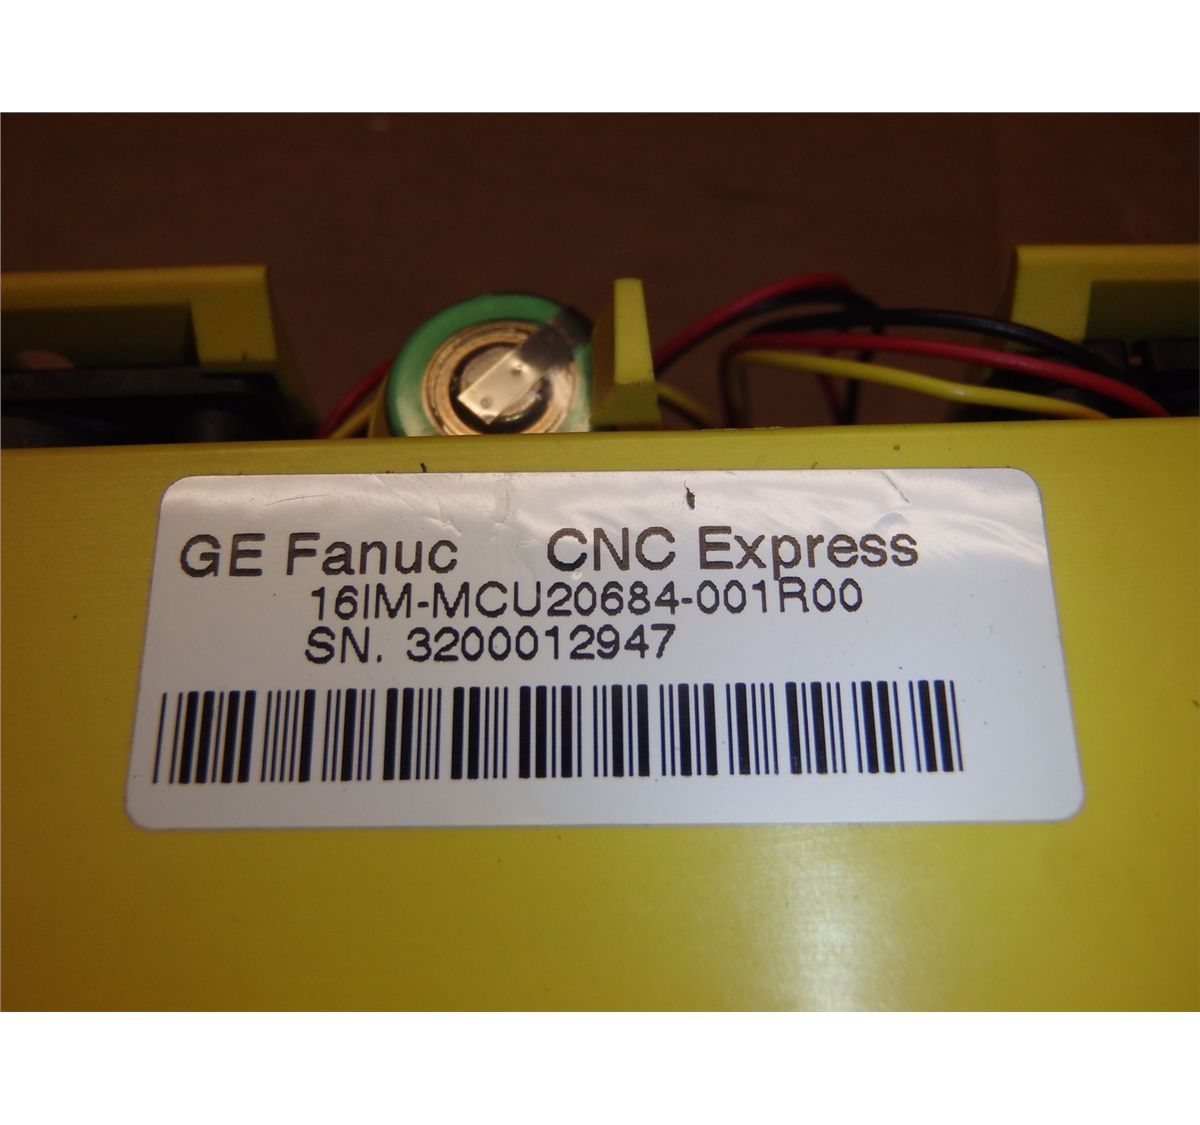 GE Fanuc CNC Express
16IM-MCU20684-001R00
SN. 3200012947